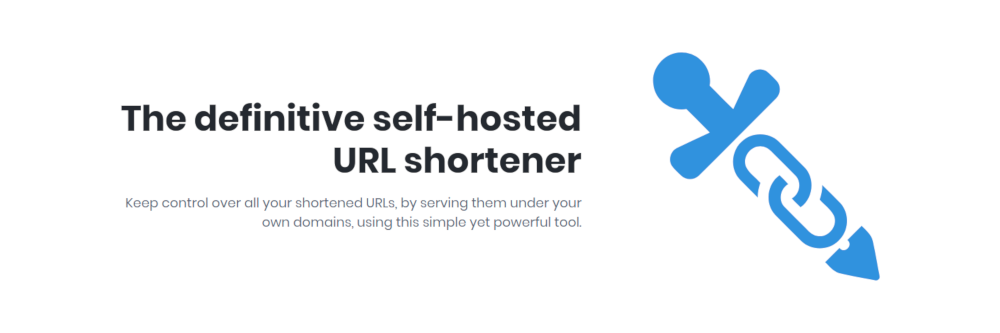 The definitive self-hosted
URL shortener
Keep control over all your shortened URLs, by serving them under your
own domains, using this simple yet powerful tool.